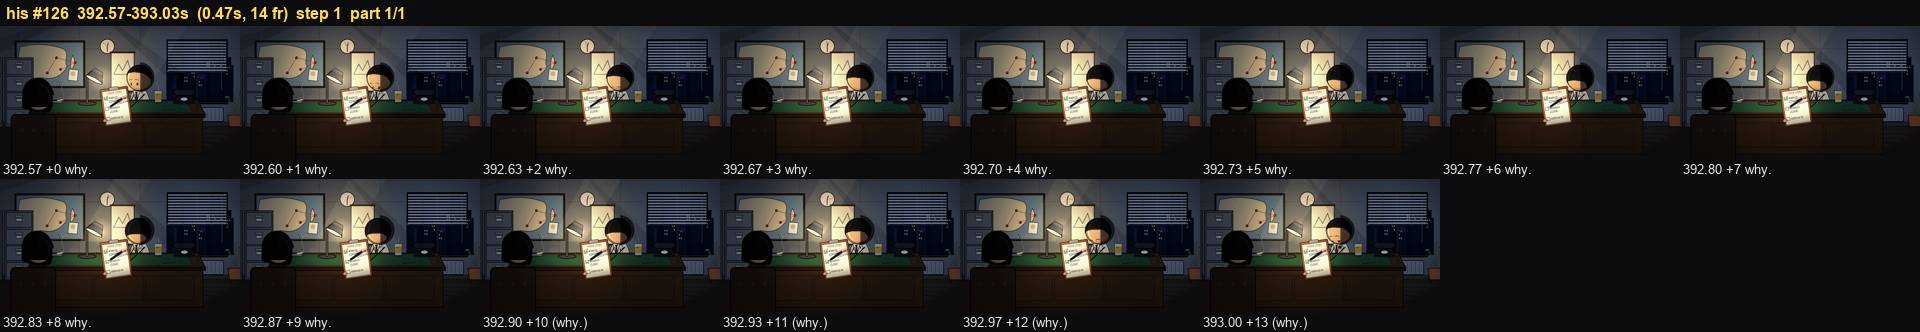 his #126 392.57-393.03s (0.47s, 14 fr) step 1 part 1/1
392.57 +0 why.
392.60 +1 why.
392.63 +2 why.
392.67 +3 why.
392.70 +4 why.
392.73 +5 why.
392.77 +6 why.
392.80 +7 why.
392.83 +8 why.
392.87 +9 why.
392.90 +10 (why.)
392.93 +11 (why.)
392.97 +12 (why.)
393.00 +13 (why.)